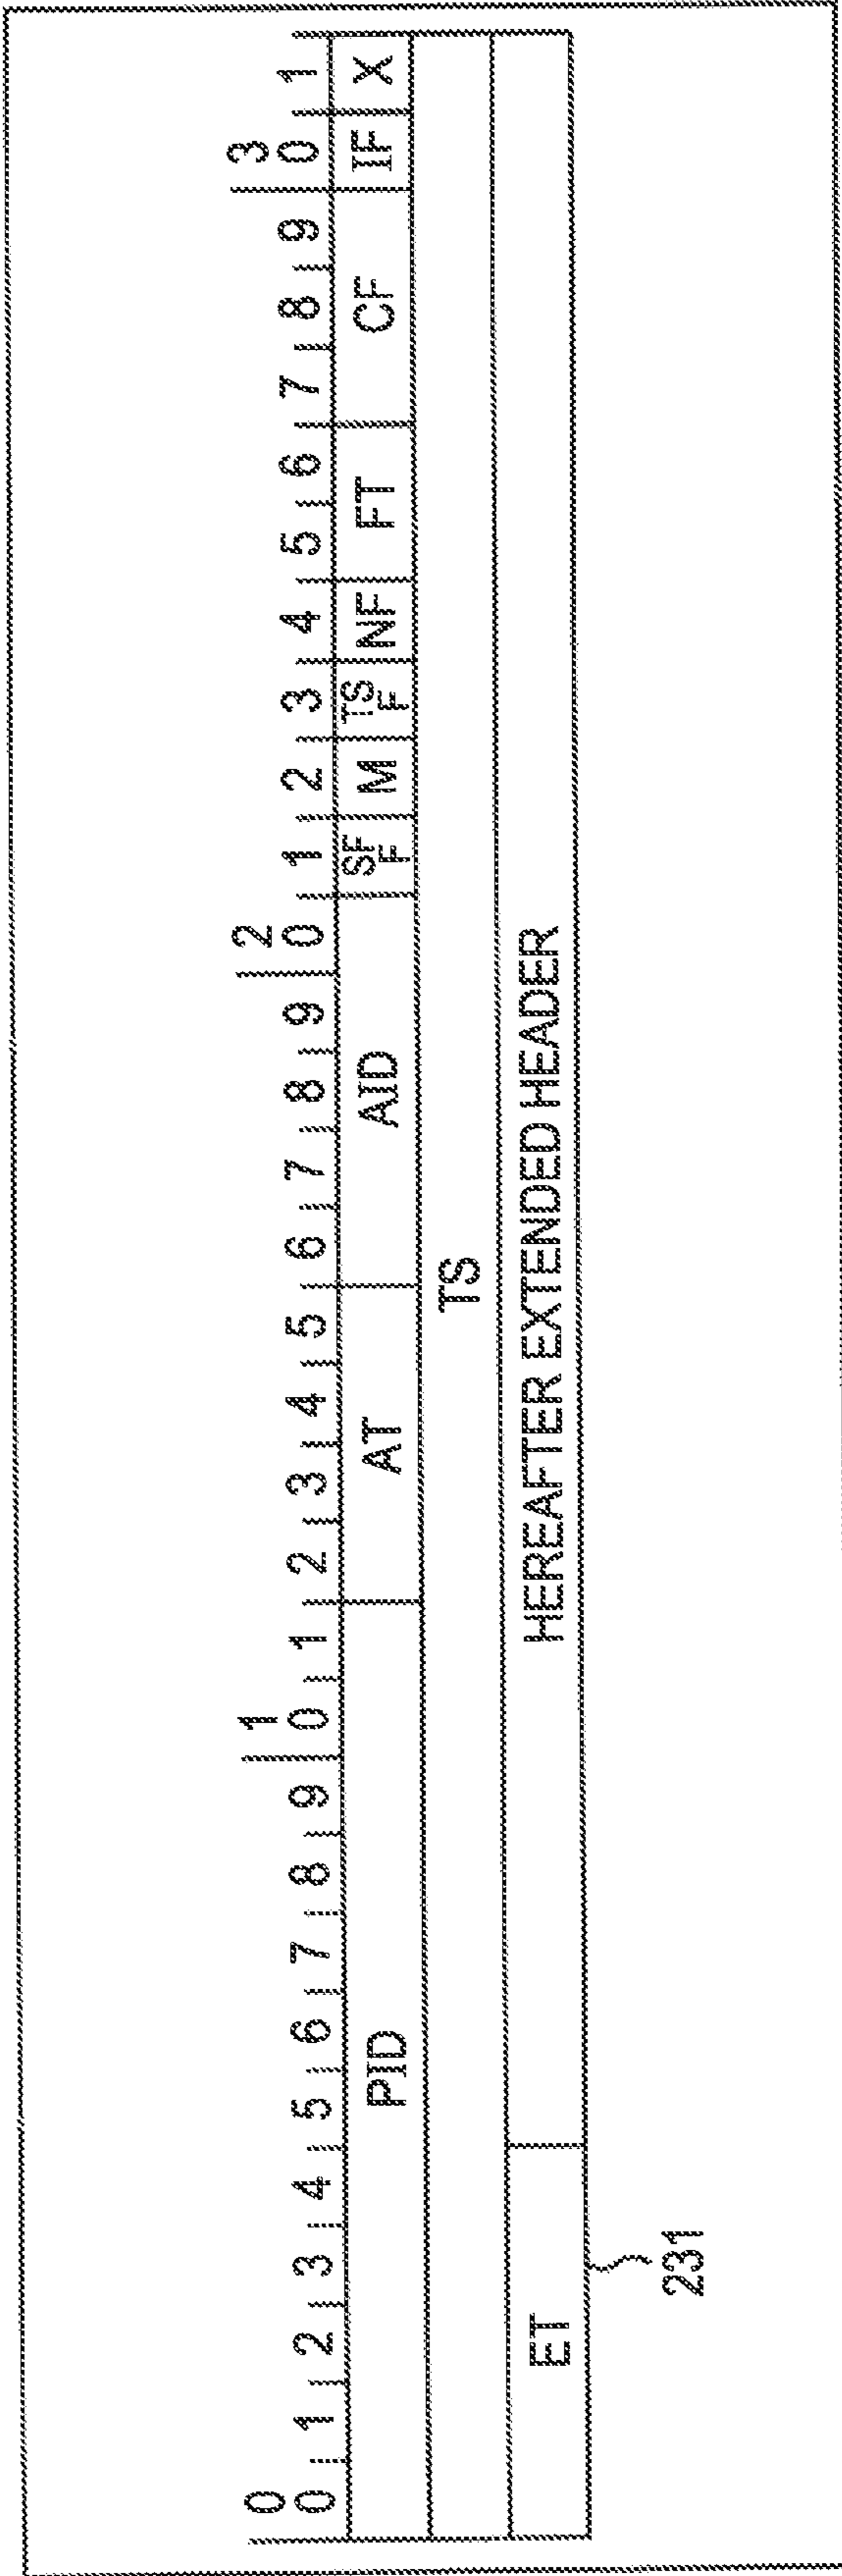 0 1 2 3
0 1 2 3 4 5 6 7 8 9 0 1 2 3 4 5 6 7 8 9 0 1 2 3 4 5 6 7 8 9 0 1
PID AT AID SF F M TS F NF FT CF IF X
TS
ET HEREAFTER EXTENDED HEADER
231